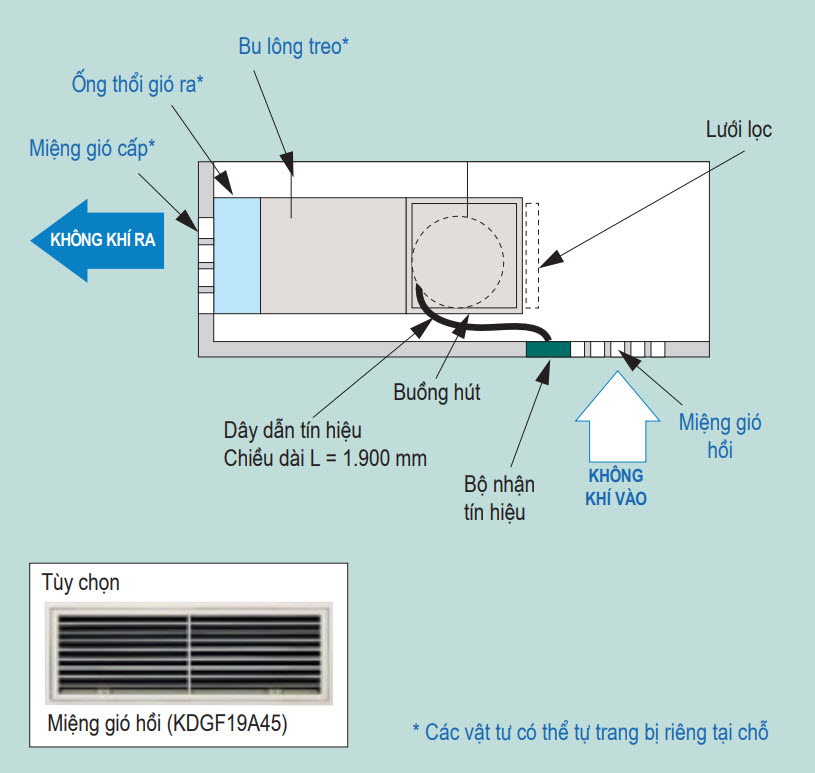 Bu lông treo*
Ống thổi gió ra*
Lưới lọc
Miệng gió cấp*
KHÔNG KHÍ RA
Buồng hút
Dây dẫn tín hiệu
Chiều dài L = 1.900 mm
Miệng gió
hồi
Bộ nhận
tín hiệu
KHÔNG
KHÍ VÀO
Tùy chọn
Miệng gió hồi (KDGF19A45)
* Các vật tư có thể tự trang bị riêng tại chỗ